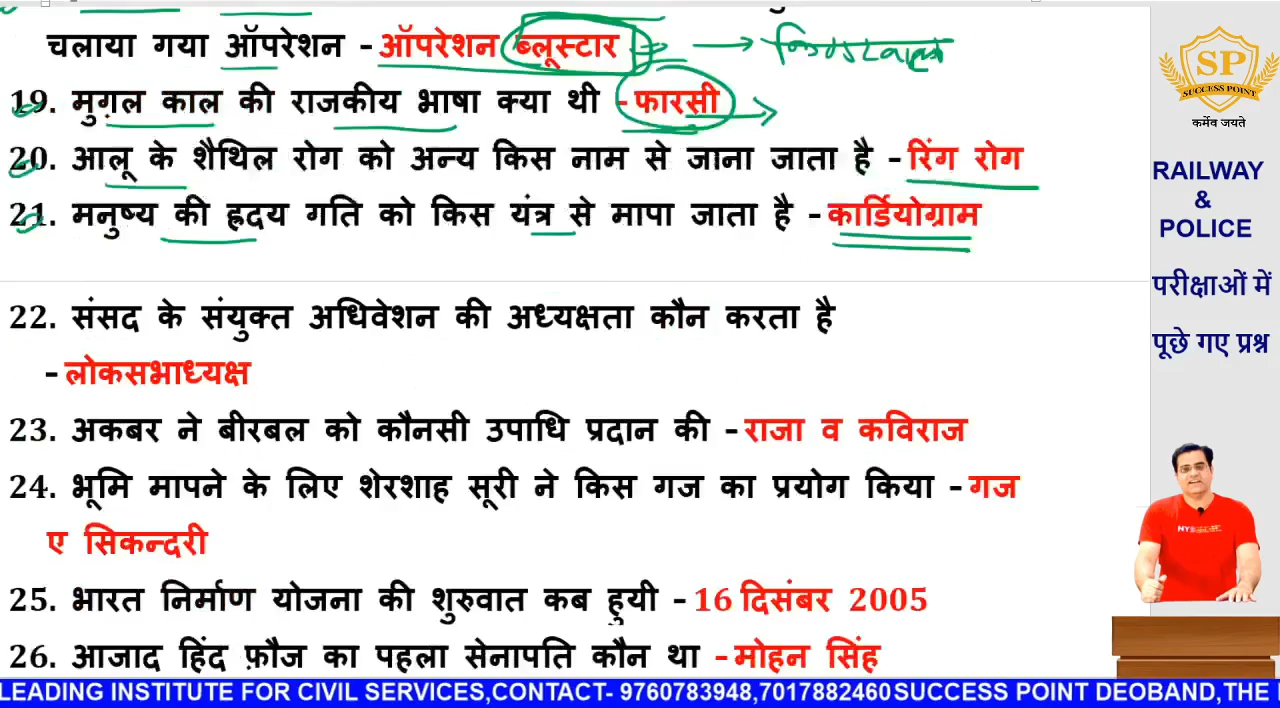 चलाया गया ऑपरेशन - ऑपरेशन ब्लूस्टार
19. मुग़ल काल की राजकीय भाषा क्या थी - फारसी
20. आलू के शैथिल रोग को अन्य किस नाम से जाना जाता है - रिंग रोग
21. मनुष्य की ह्रदय गति को किस यंत्र से मापा जाता है - कार्डियोग्राम
22. संसद के संयुक्त अधिवेशन की अध्यक्षता कौन करता है
- लोकसभाध्यक्ष
23. अकबर ने बीरबल को कौनसी उपाधि प्रदान की - राजा व कविराज
24. भूमि मापने के लिए शेरशाह सूरी ने किस गज का प्रयोग किया - गज
ए सिकन्दरी
25. भारत निर्माण योजना की शुरुवात कब हुयी - 16 दिसंबर 2005
26. आजाद हिंद फ़ौज का पहला सेनापति कौन था - मोहन सिंह
SP
SUCCESS POINT
कर्मेव जयते
RAILWAY
&
POLICE
परीक्षाओं में
पूछे गए प्रश्न
LEADING INSTITUTE FOR CIVIL SERVICES,CONTACT- 9760783948,7017882460 SUCCESS POINT DEOBAND,THE